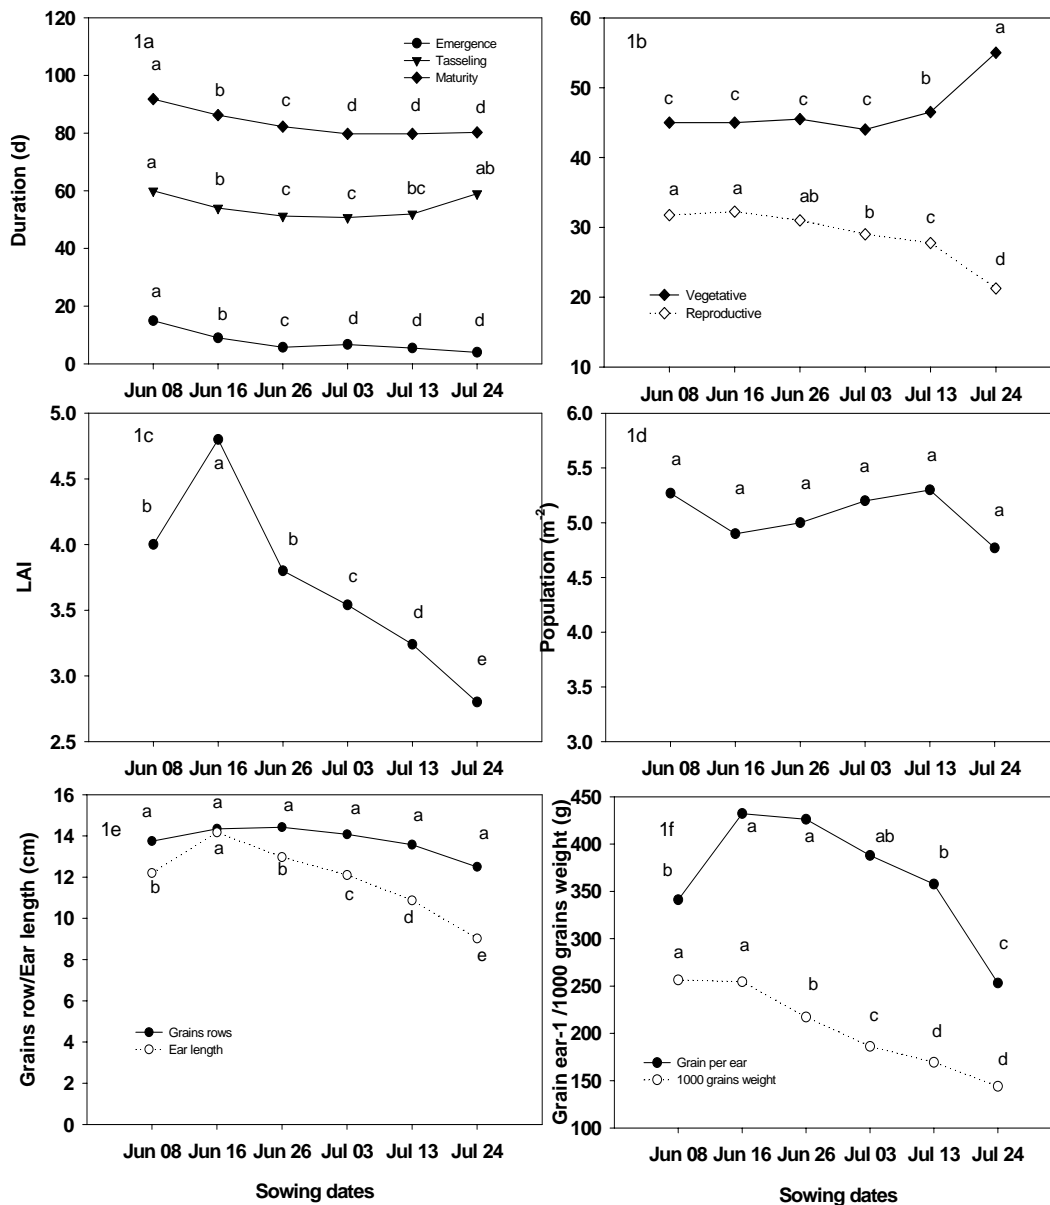 1a
Emergence
Tasseling
Maturity
a
b
c
d
d
d
a
b
c
c
bc
ab
a
b
c
d
d
d
120
100
80
60
40
20
0
Duration (d)
Jun 08 Jun 16 Jun 26 Jul 03 Jul 13 Jul 24
1b
a
b
c
c
c
c
a
a
ab
b
c
d
Vegetative
Reproductive
60
50
40
30
20
10
Jun 08 Jun 16 Jun 26 Jul 03 Jul 13 Jul 24
1c
b
a
b
c
d
e
5.0
4.5
4.0
3.5
3.0
2.5
LAI
Jun 08 Jun 16 Jun 26 Jul 03 Jul 13 Jul 24
1d
a
a
a
a
a
a
6.0
5.5
5.0
4.5
4.0
3.5
3.0
Population (m⁻²)
Jun 08 Jun 16 Jun 26 Jul 03 Jul 13 Jul 24
1e
a
a
a
a
a
a
b
a
b
c
d
e
Grains rows
Ear length
16
14
12
10
8
6
4
2
0
Grains row/Ear length (cm)
Jun 08 Jun 16 Jun 26 Jul 03 Jul 13 Jul 24
Sowing dates
1f
b
a
a
ab
b
c
a
a
b
c
d
d
Grain per ear
1000 grains weight
450
400
350
300
250
200
150
100
Grain ear-1 /1000 grains weight (g)
Jun 08 Jun 16 Jun 26 Jul 03 Jul 13 Jul 24
Sowing dates